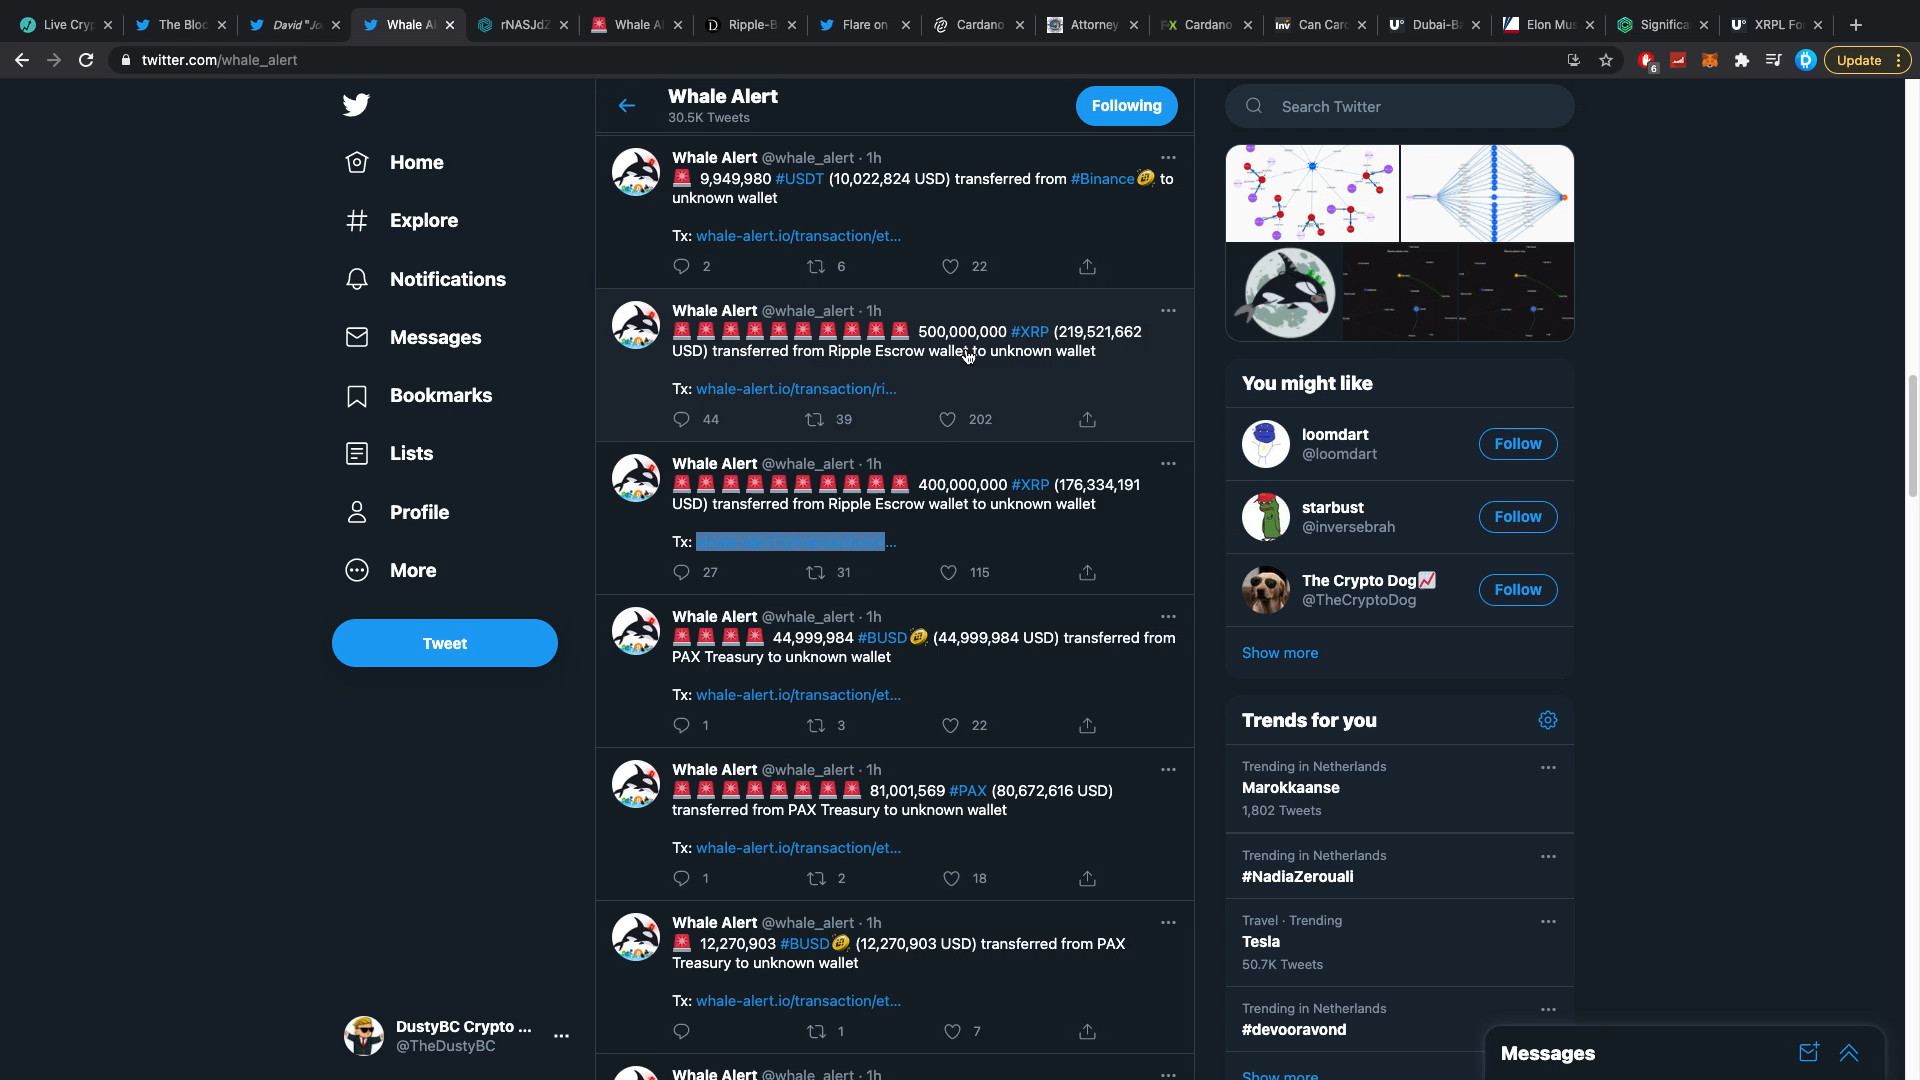 Live Cryp
The Bloc
David "Jo
Whale Al
rNASJdZ
Whale Al
Ripple-B
Flare on
Cardano
Attorney
Cardano
Can Card
Dubai-Ba
Elon Mus
Significa
XRPL Fo
twitter.com/whale_alert
6
Update
Home
Explore
Notifications
Messages
Bookmarks
Lists
Profile
More
Tweet
DustyBC Crypto ...
@TheDustyBC
Whale Alert
30.5K Tweets
Following
Whale Alert @whale_alert · 1h
9,949,980 #USDT (10,022,824 USD) transferred from #Binance to
unknown wallet
Tx: whale-alert.io/transaction/et...
2 6 22
Whale Alert @whale_alert · 1h
500,000,000 #XRP (219,521,662
USD) transferred from Ripple Escrow wallet to unknown wallet
Tx: whale-alert.io/transaction/ri...
44 39 202
Whale Alert @whale_alert · 1h
400,000,000 #XRP (176,334,191
USD) transferred from Ripple Escrow wallet to unknown wallet
Tx: ...
27 31 115
Whale Alert @whale_alert · 1h
44,999,984 #BUSD (44,999,984 USD) transferred from
PAX Treasury to unknown wallet
Tx: whale-alert.io/transaction/et...
1 3 22
Whale Alert @whale_alert · 1h
81,001,569 #PAX (80,672,616 USD)
transferred from PAX Treasury to unknown wallet
Tx: whale-alert.io/transaction/et...
1 2 18
Whale Alert @whale_alert · 1h
12,270,903 #BUSD (12,270,903 USD) transferred from PAX
Treasury to unknown wallet
Tx: whale-alert.io/transaction/et...
1 7
Whale Alert @whale_alert · 1h
Search Twitter
You might like
loomdart
@loomdart
Follow
starbust
@inversebrah
Follow
The Crypto Dog
@TheCryptoDog
Follow
Show more
Trends for you
Trending in Netherlands
Marokkaanse
1,802 Tweets
Trending in Netherlands
#NadiaZerouali
Travel · Trending
Tesla
50.7K Tweets
Trending in Netherlands
#devooravond
Show more
Messages